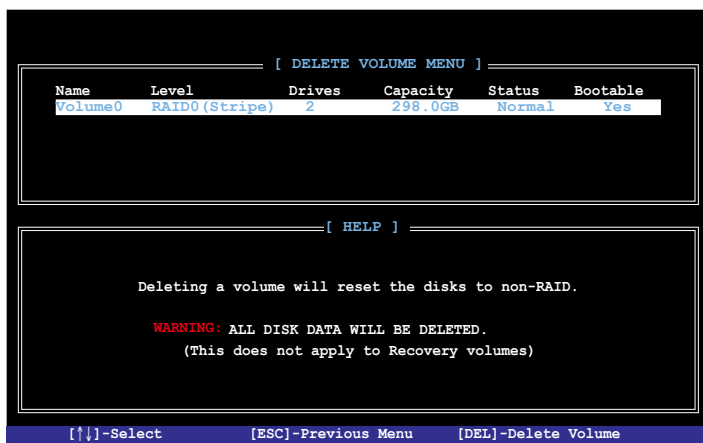 [ DELETE VOLUME MENU ]
Name Level Drives Capacity Status Bootable
Volume0 RAID0(Stripe) 2 298.0GB Normal Yes
[ HELP ]
Deleting a volume will reset the disks to non-RAID.
WARNING: ALL DISK DATA WILL BE DELETED.
(This does not apply to Recovery volumes)
[↑↓]-Select [ESC]-Previous Menu [DEL]-Delete Volume